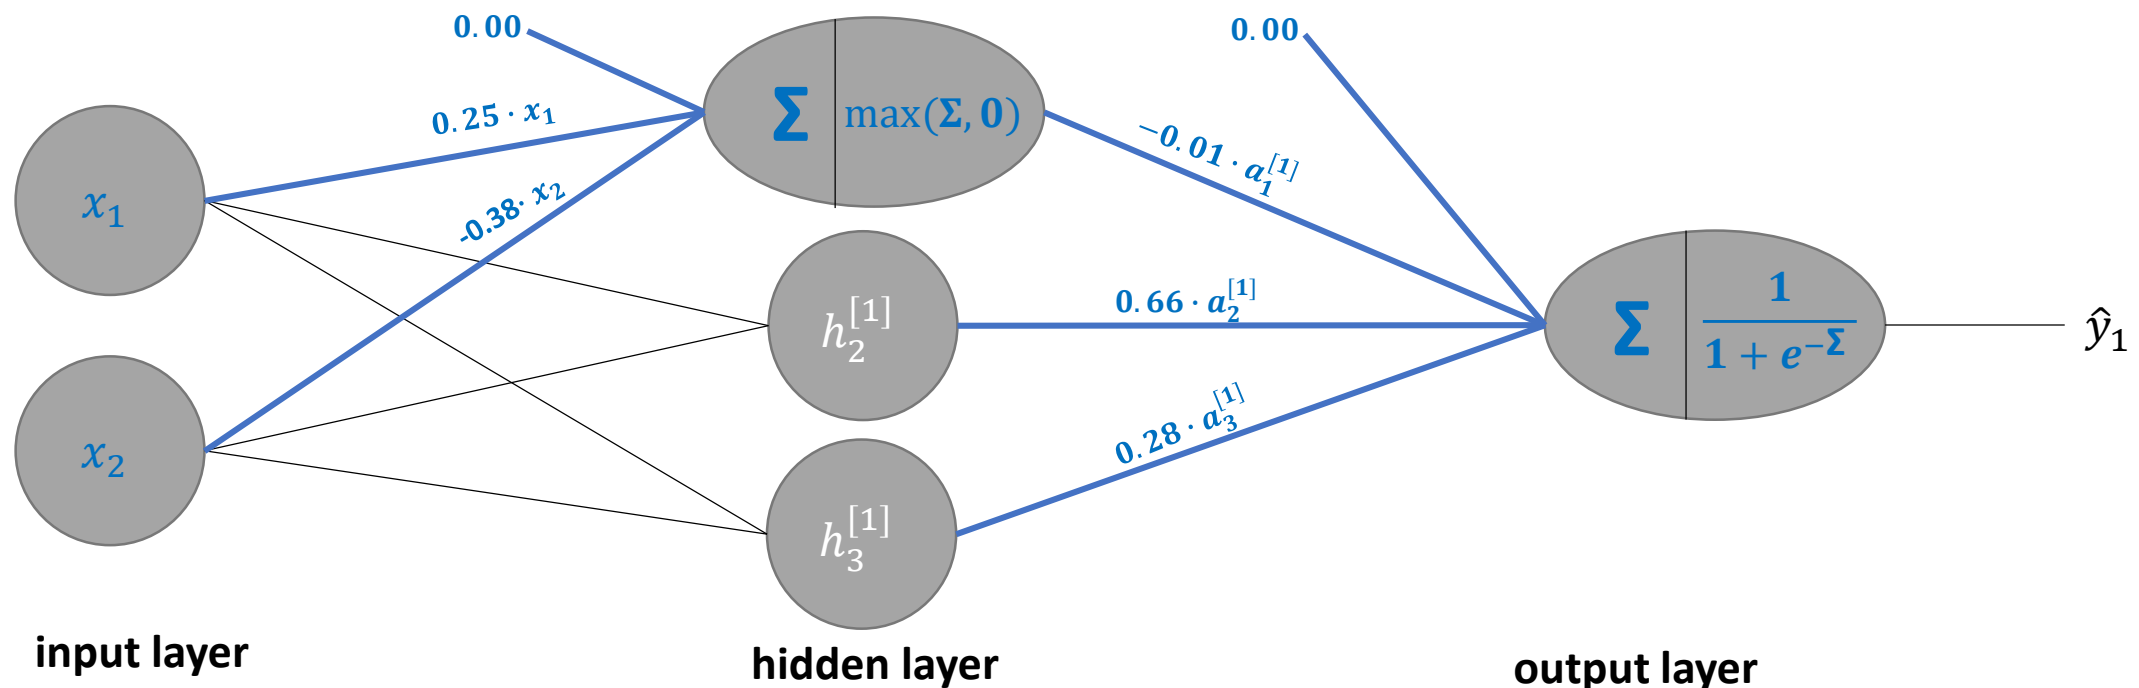 0.00
0.00
0.25 · x₁
Σ max(Σ, 0)
−0.01 · a₁^[1]
x₁
-0.38· x₂
h₂^[1]
0.66 · a₂^[1]
Σ 1/(1 + e^−Σ)
ŷ₁
x₂
0.28 · a₃^[1]
h₃^[1]
input layer
hidden layer
output layer